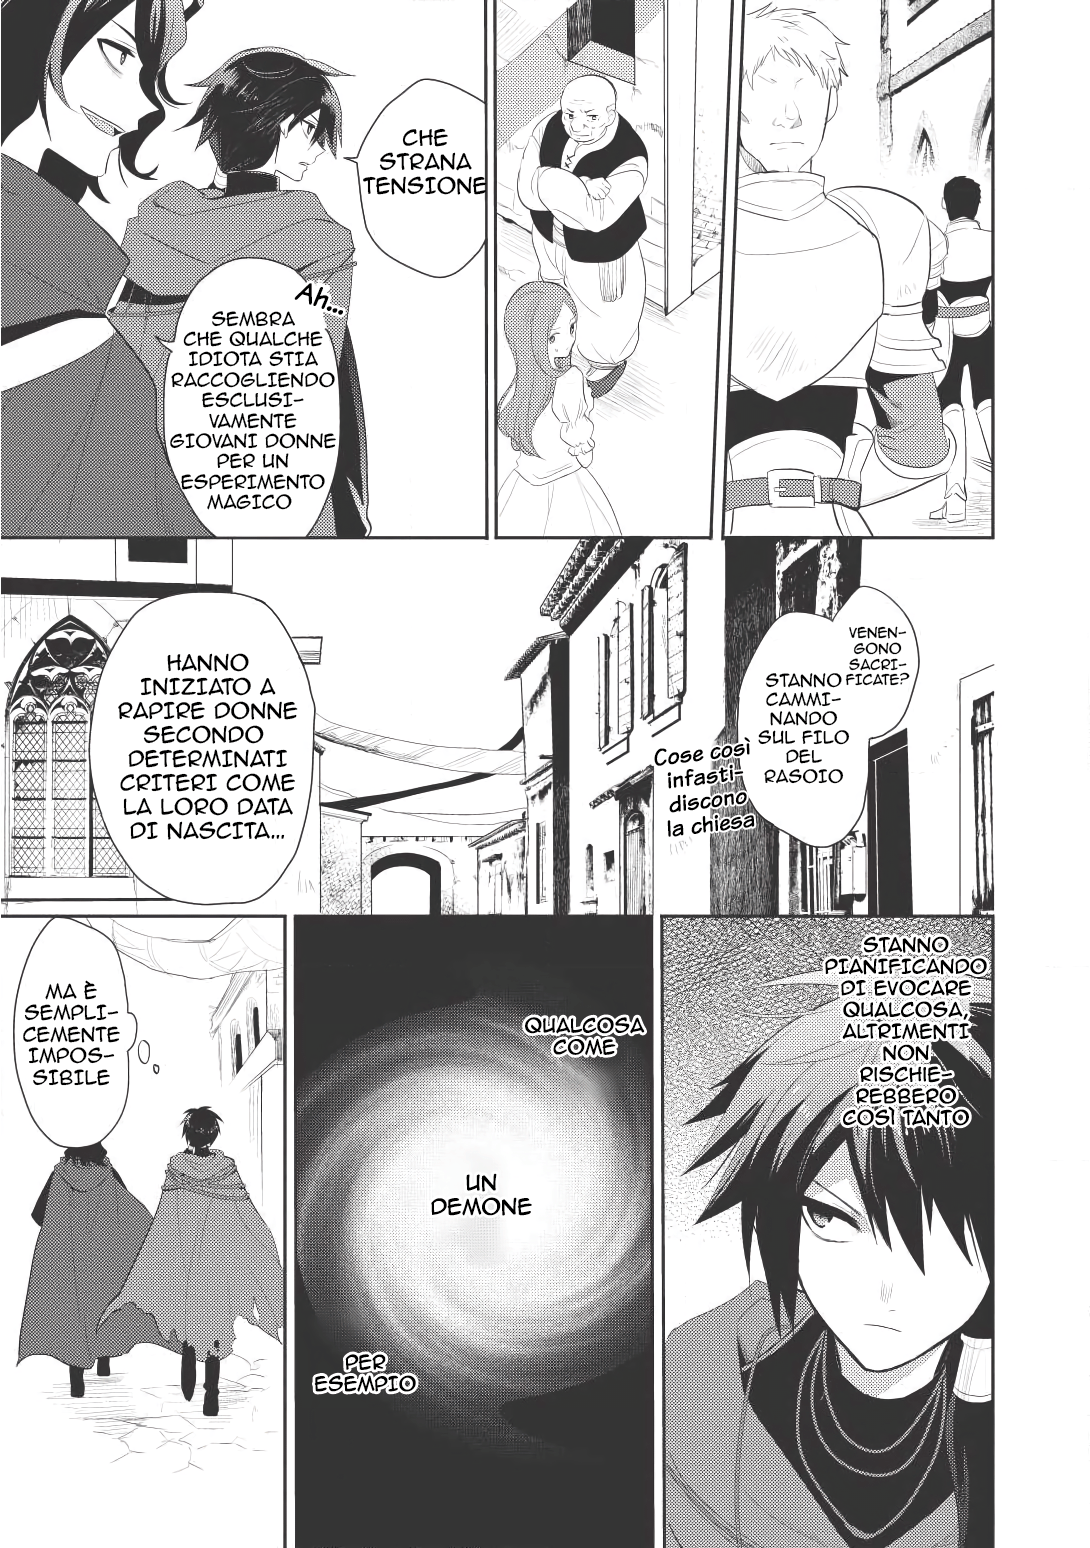 CHE
STRANA
TENSIONE
Ah...
SEMBRA
CHE QUALCHE
IDIOTA STIA
RACCOGLIENDO
ESCLUSI-
VAMENTE
GIOVANI DONNE
PER UN
ESPERIMENTO
MAGICO
VENEN-
GONO
SACRI-
FICATE?
STANNO
CAMMI-
NANDO
SUL FILO
DEL
RASOIO
Cose così
infasti-
discono
la chiesa
HANNO
INIZIATO A
RAPIRE DONNE
SECONDO
DETERMINATI
CRITERI COME
LA LORO DATA
DI NASCITA...
STANNO
PIANIFICANDO
DI EVOCARE
QUALCOSA,
ALTRIMENTI
NON
RISCHIE-
REBBERO
COSÌ TANTO
QUALCOSA
COME
UN
DEMONE
PER
ESEMPIO
MA È
SEMPLI-
CEMENTE
IMPOS-
SIBILE